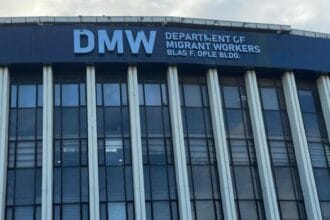 DMW
DEPARTMENT OF
MIGRANT WORKERS
BLAS F. OPLE BLDG.